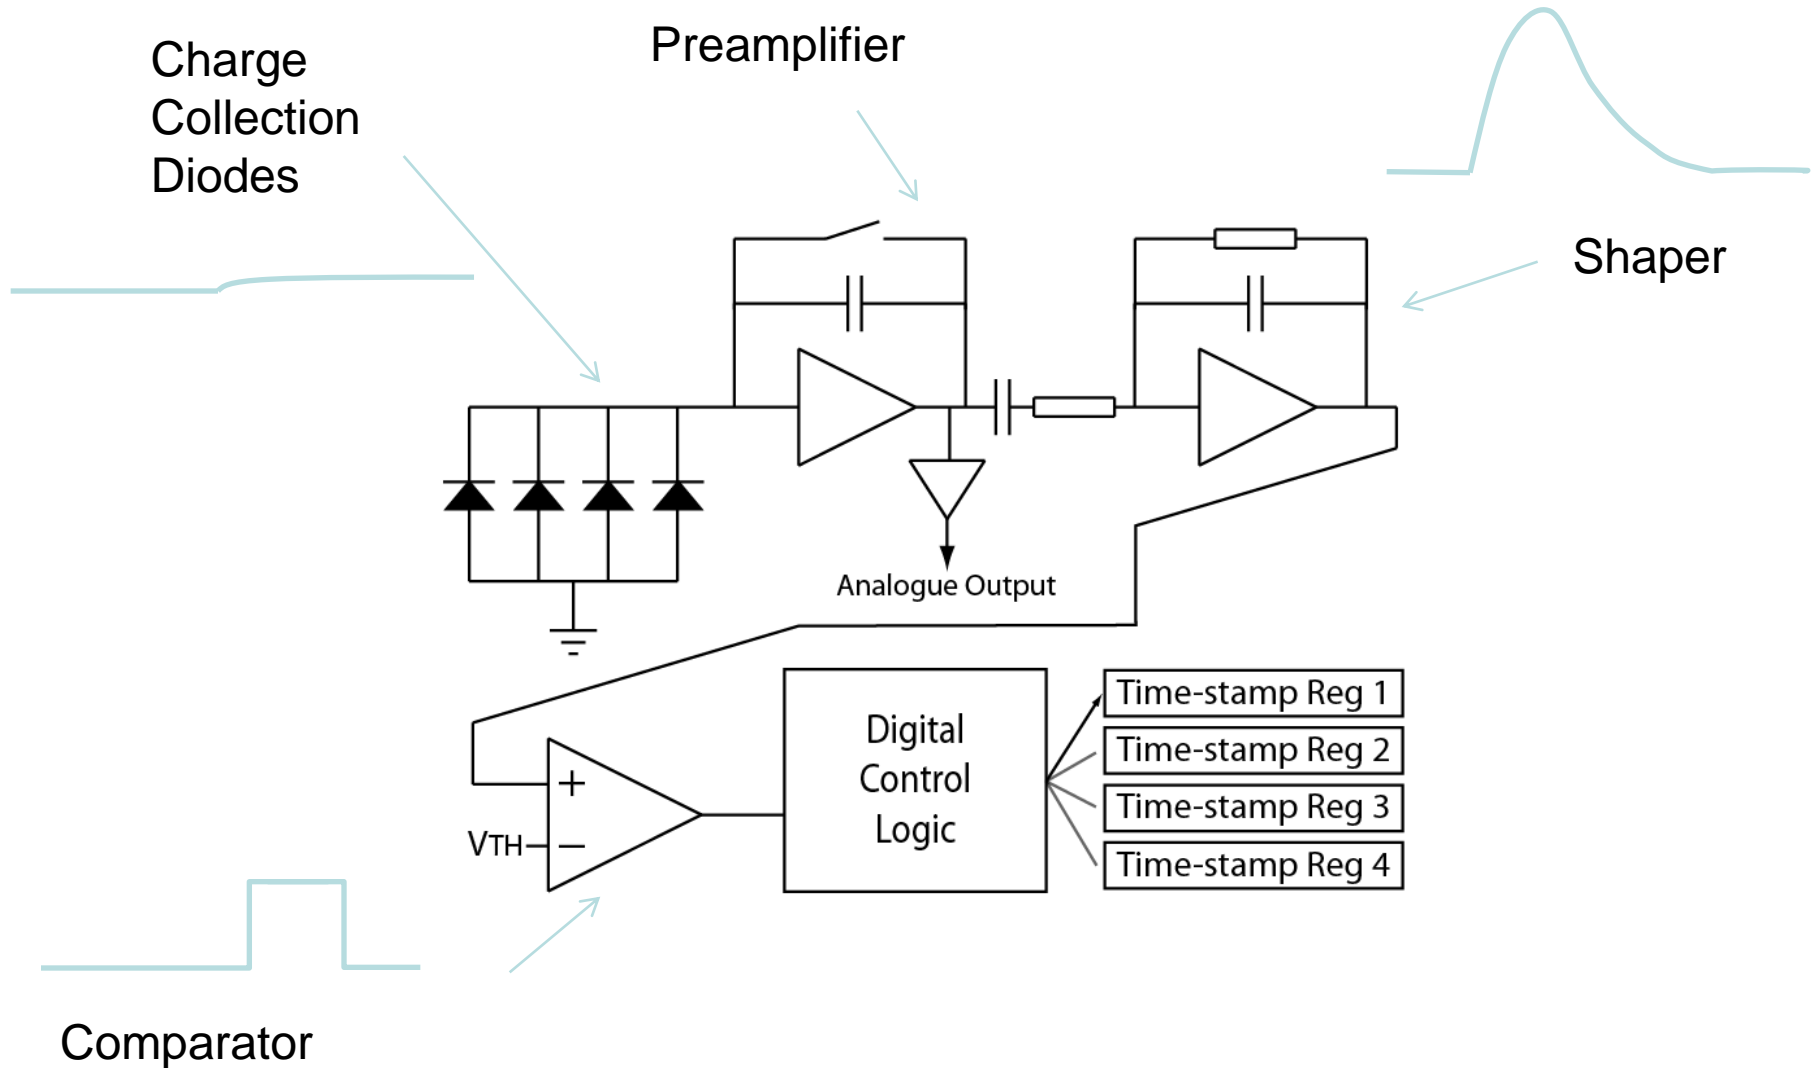 Charge
Collection
Diodes
Preamplifier
Shaper
Analogue Output
+
VTH
−
Digital
Control
Logic
Time-stamp Reg 1
Time-stamp Reg 2
Time-stamp Reg 3
Time-stamp Reg 4
Comparator